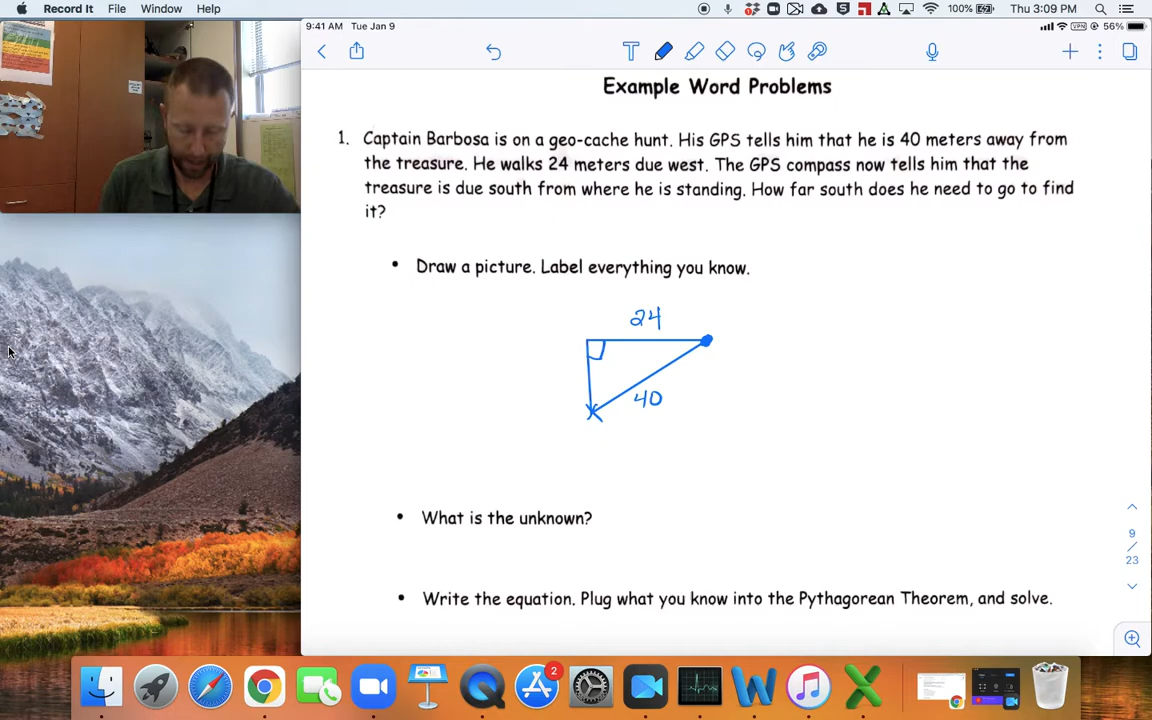 Record It File Window Help 100% Thu 3:09 PM
9:41 AM Tue Jan 9 VPN 56%
Example Word Problems
1. Captain Barbosa is on a geo-cache hunt. His GPS tells him that he is 40 meters away from
the treasure. He walks 24 meters due west. The GPS compass now tells him that the
treasure is due south from where he is standing. How far south does he need to go to find
it?
• Draw a picture. Label everything you know.
24
40
• What is the unknown?
9
/
23
• Write the equation. Plug what you know into the Pythagorean Theorem, and solve.
2